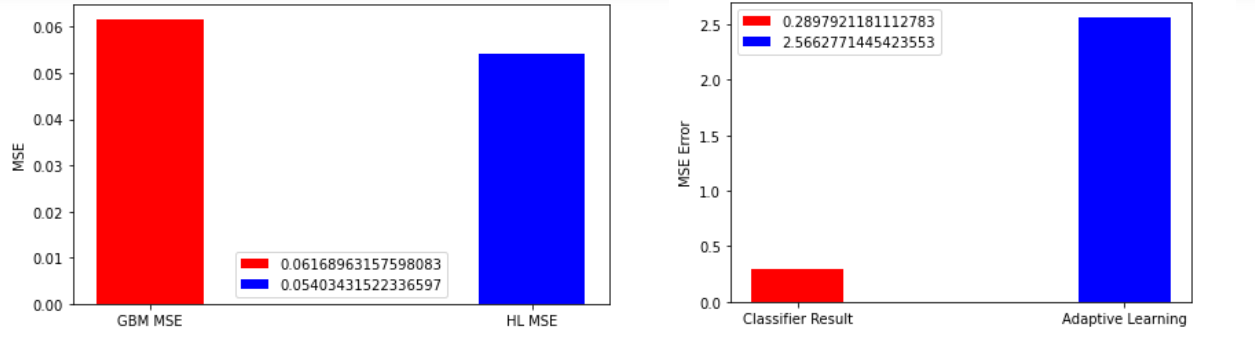 MSE
0.06
0.05
0.04
0.03
0.02
0.01
0.00
0.06168963157598083
0.05403431522336597
GBM MSE
HL MSE
MSE Error
2.5
2.0
1.5
1.0
0.5
0.0
0.2897921181112783
2.5662771445423553
Classifier Result
Adaptive Learning